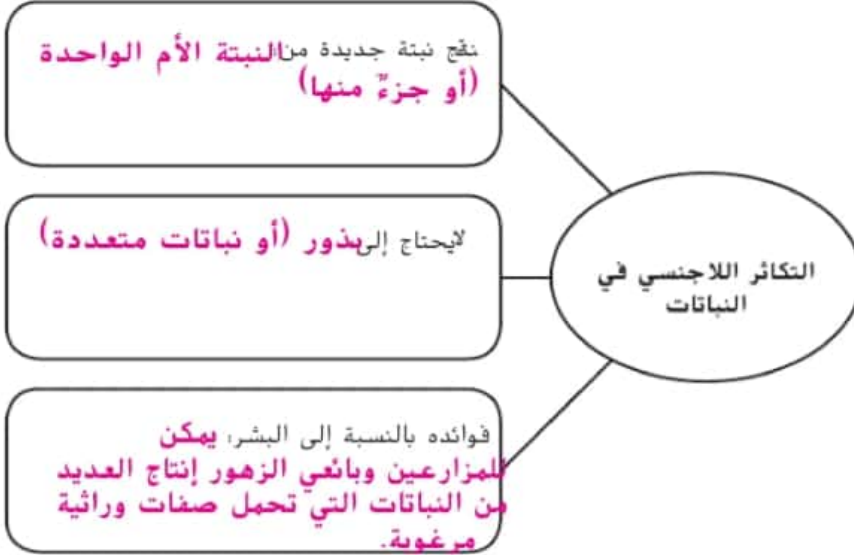 تنتج نبتة جديدة من: النبتة الأم الواحدة
(أو جزءٌ منها)
لايحتاج إلى بذور (أو نباتات متعددة)
التكاثر اللاجنسي في
النباتات
فوائده بالنسبة إلى البشر: يمكن
للمزارعين وبائعي الزهور إنتاج العديد
من النباتات التي تحمل صفات وراثية
مرغوبة.